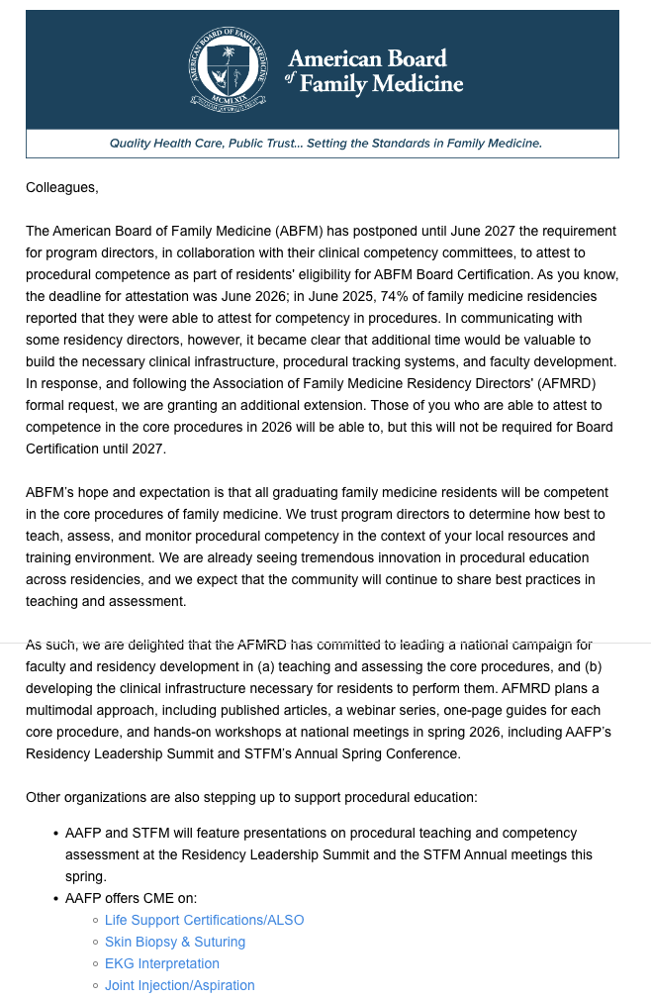 AMERICAN BOARD OF FAMILY MEDICINE
MCMLXIX
American Board
of Family Medicine
Quality Health Care, Public Trust... Setting the Standards in Family Medicine.
Colleagues,
The American Board of Family Medicine (ABFM) has postponed until June 2027 the requirement
for program directors, in collaboration with their clinical competency committees, to attest to
procedural competence as part of residents' eligibility for ABFM Board Certification. As you know,
the deadline for attestation was June 2026; in June 2025, 74% of family medicine residencies
reported that they were able to attest for competency in procedures. In communicating with
some residency directors, however, it became clear that additional time would be valuable to
build the necessary clinical infrastructure, procedural tracking systems, and faculty development.
In response, and following the Association of Family Medicine Residency Directors' (AFMRD)
formal request, we are granting an additional extension. Those of you who are able to attest to
competence in the core procedures in 2026 will be able to, but this will not be required for Board
Certification until 2027.
ABFM's hope and expectation is that all graduating family medicine residents will be competent
in the core procedures of family medicine. We trust program directors to determine how best to
teach, assess, and monitor procedural competency in the context of your local resources and
training environment. We are already seeing tremendous innovation in procedural education
across residencies, and we expect that the community will continue to share best practices in
teaching and assessment.
As such, we are delighted that the AFMRD has committed to leading a national campaign for
faculty and residency development in (a) teaching and assessing the core procedures, and (b)
developing the clinical infrastructure necessary for residents to perform them. AFMRD plans a
multimodal approach, including published articles, a webinar series, one-page guides for each
core procedure, and hands-on workshops at national meetings in spring 2026, including AAFP's
Residency Leadership Summit and STFM's Annual Spring Conference.
Other organizations are also stepping up to support procedural education:
• AAFP and STFM will feature presentations on procedural teaching and competency
assessment at the Residency Leadership Summit and the STFM Annual meetings this
spring.
• AAFP offers CME on:
◦ Life Support Certifications/ALSO
◦ Skin Biopsy & Suturing
◦ EKG Interpretation
◦ Joint Injection/Aspiration